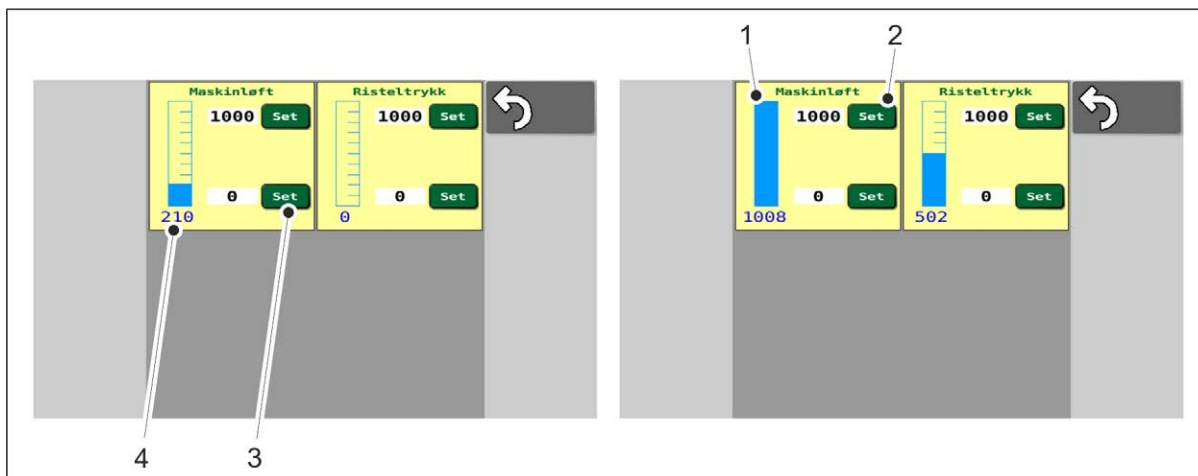 1 2
Maskinløft Risteltrykk Maskinløft Risteltrykk
1000 Set 1000 Set 1000 Set 1000 Set
0 Set 0 Set 0 Set 0 Set
210 0 1008 502
4 3